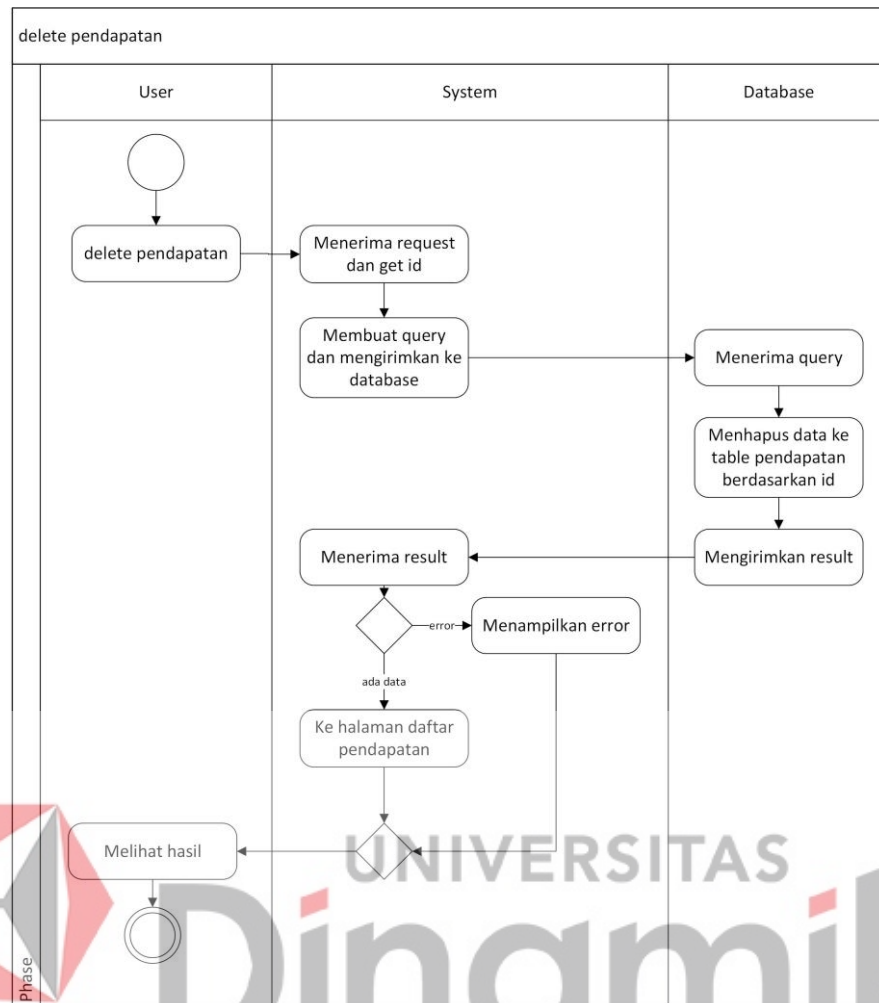 delete pendapatan
User
System
Database
delete pendapatan
Menerima request
dan get id
Membuat query
dan mengirimkan ke
database
Menerima query
Menhapus data ke
table pendapatan
berdasarkan id
Menerima result
Mengirimkan result
error
Menampilkan error
ada data
Ke halaman daftar
pendapatan
Melihat hasil
UNIVERSITAS
Dinamik
Phase